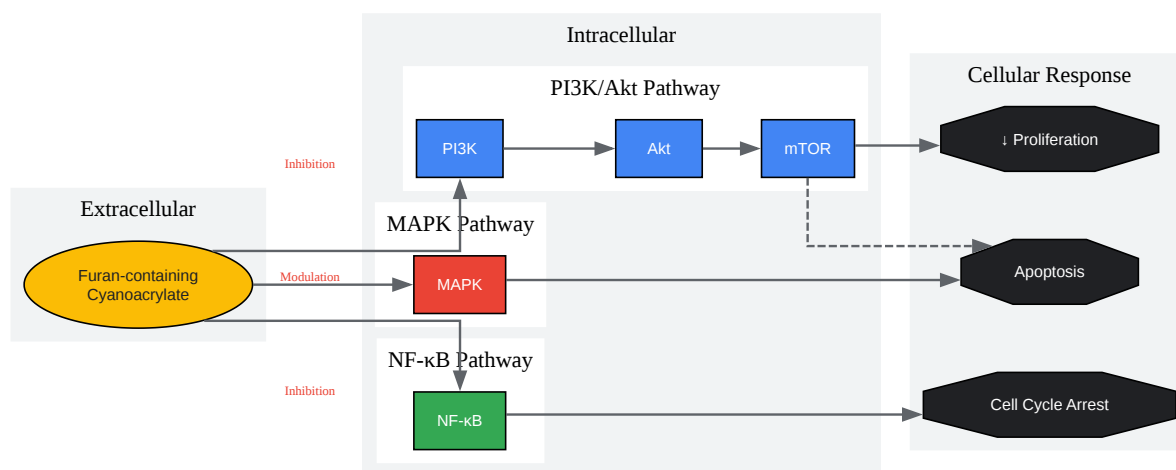 Intracellular
Cellular Response
PI3K/Akt Pathway
PI3K
Akt
mTOR
↓ Proliferation
Inhibition
Extracellular
MAPK Pathway
Furan-containing
Cyanoacrylate
Modulation
MAPK
Apoptosis
NF-κB Pathway
Inhibition
NF-κB
Cell Cycle Arrest